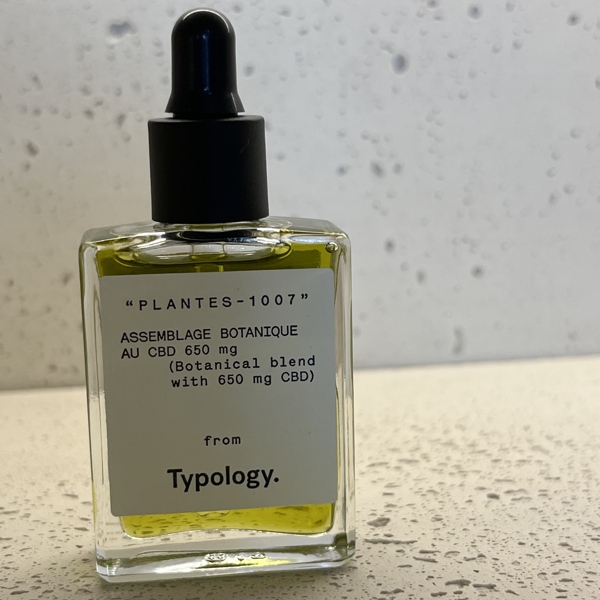 “PLANTES-1007”
ASSEMBLAGE BOTANIQUE
AU CBD 650 mg
(Botanical blend
with 650 mg CBD)
from
Typology.